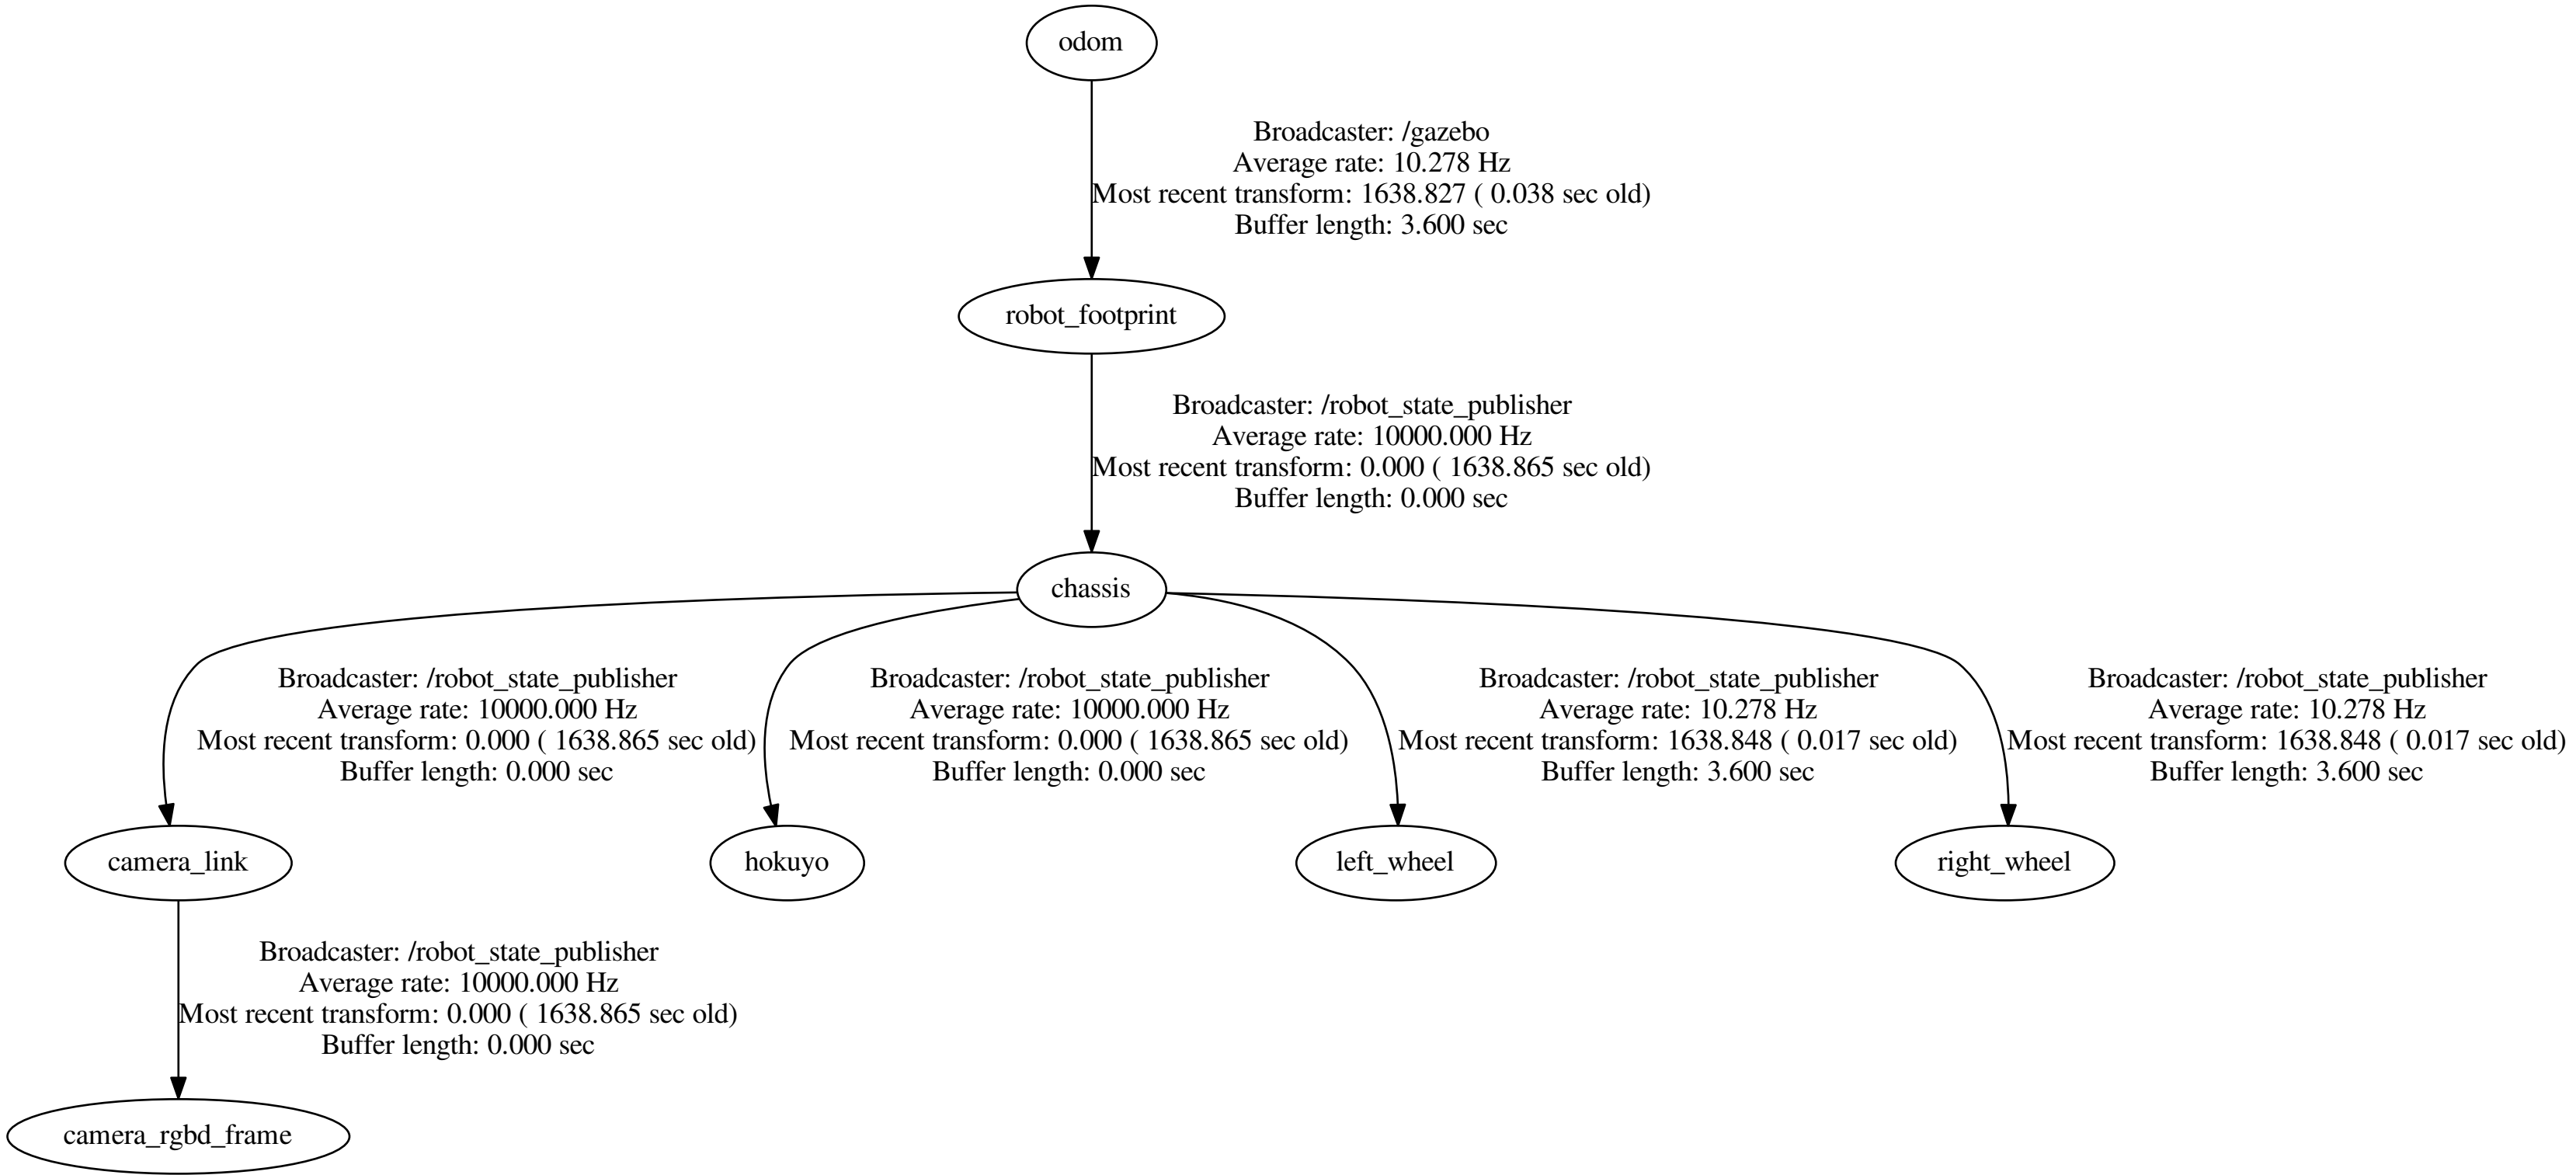 odom
Broadcaster: /gazebo
Average rate: 10.278 Hz
Most recent transform: 1638.827 ( 0.038 sec old)
Buffer length: 3.600 sec
robot_footprint
Broadcaster: /robot_state_publisher
Average rate: 10000.000 Hz
Most recent transform: 0.000 ( 1638.865 sec old)
Buffer length: 0.000 sec
chassis
Broadcaster: /robot_state_publisher
Average rate: 10000.000 Hz
Most recent transform: 0.000 ( 1638.865 sec old)
Buffer length: 0.000 sec
Broadcaster: /robot_state_publisher
Average rate: 10000.000 Hz
Most recent transform: 0.000 ( 1638.865 sec old)
Buffer length: 0.000 sec
Broadcaster: /robot_state_publisher
Average rate: 10.278 Hz
Most recent transform: 1638.848 ( 0.017 sec old)
Buffer length: 3.600 sec
Broadcaster: /robot_state_publisher
Average rate: 10.278 Hz
Most recent transform: 1638.848 ( 0.017 sec old)
Buffer length: 3.600 sec
camera_link
hokuyo
left_wheel
right_wheel
Broadcaster: /robot_state_publisher
Average rate: 10000.000 Hz
Most recent transform: 0.000 ( 1638.865 sec old)
Buffer length: 0.000 sec
camera_rgbd_frame